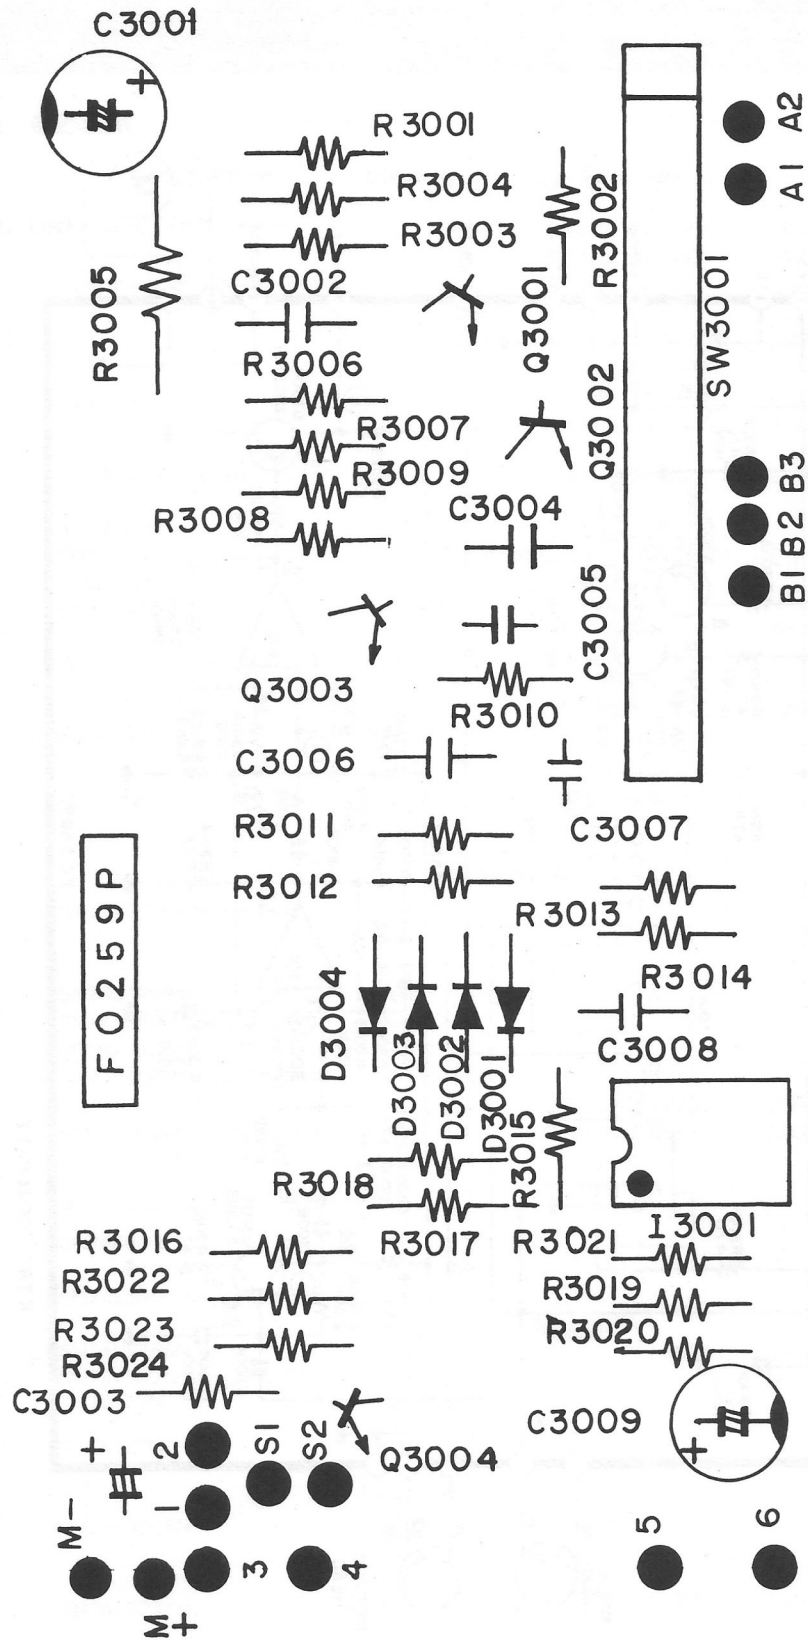 C3001
+
A2
R3001
A1
R3004
R3002
R3003
C3002
R3005
Q3001
SW3001
R3006
Q3002
R3007
B3
R3009
C3004
R3008
B2
B1
C3005
Q3003
R3010
C3006
R3011
C3007
R3012
F0259P
R3013
R3014
D3004
C3008
D3003
D3002
D3001
R3015
R3018
R3016
R3017
R3021
I3001
R3022
R3019
R3023
R3020
R3024
C3003
C3009
+
2
S1
S2
Q3004
+
1
M-
5
6
3
4
M+